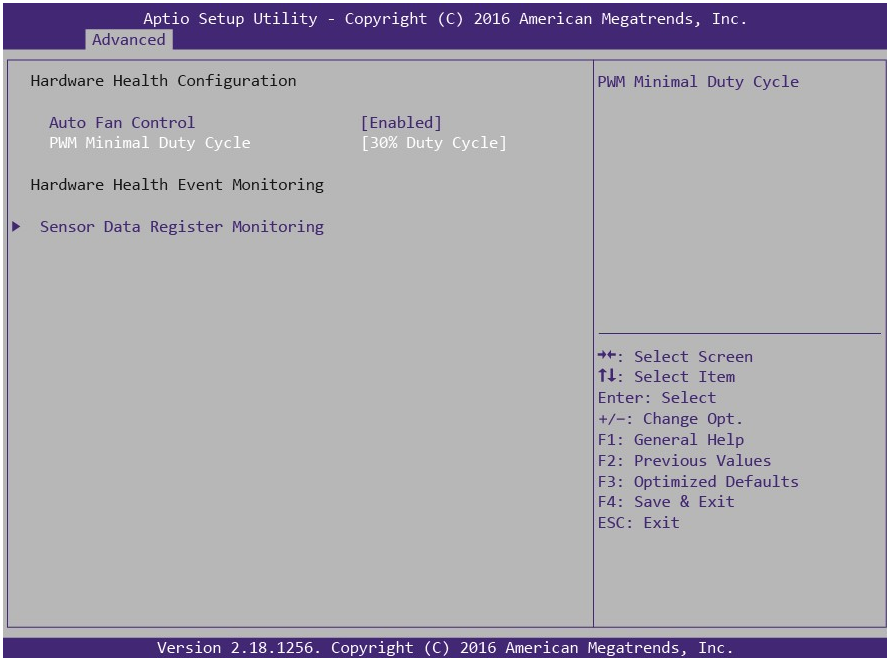 Aptio Setup Utility - Copyright (C) 2016 American Megatrends, Inc.
Advanced
Hardware Health Configuration
Auto Fan Control [Enabled]
PWM Minimal Duty Cycle [30% Duty Cycle]
Hardware Health Event Monitoring
▶ Sensor Data Register Monitoring
PWM Minimal Duty Cycle
→←: Select Screen
↑↓: Select Item
Enter: Select
+/−: Change Opt.
F1: General Help
F2: Previous Values
F3: Optimized Defaults
F4: Save & Exit
ESC: Exit
Version 2.18.1256. Copyright (C) 2016 American Megatrends, Inc.